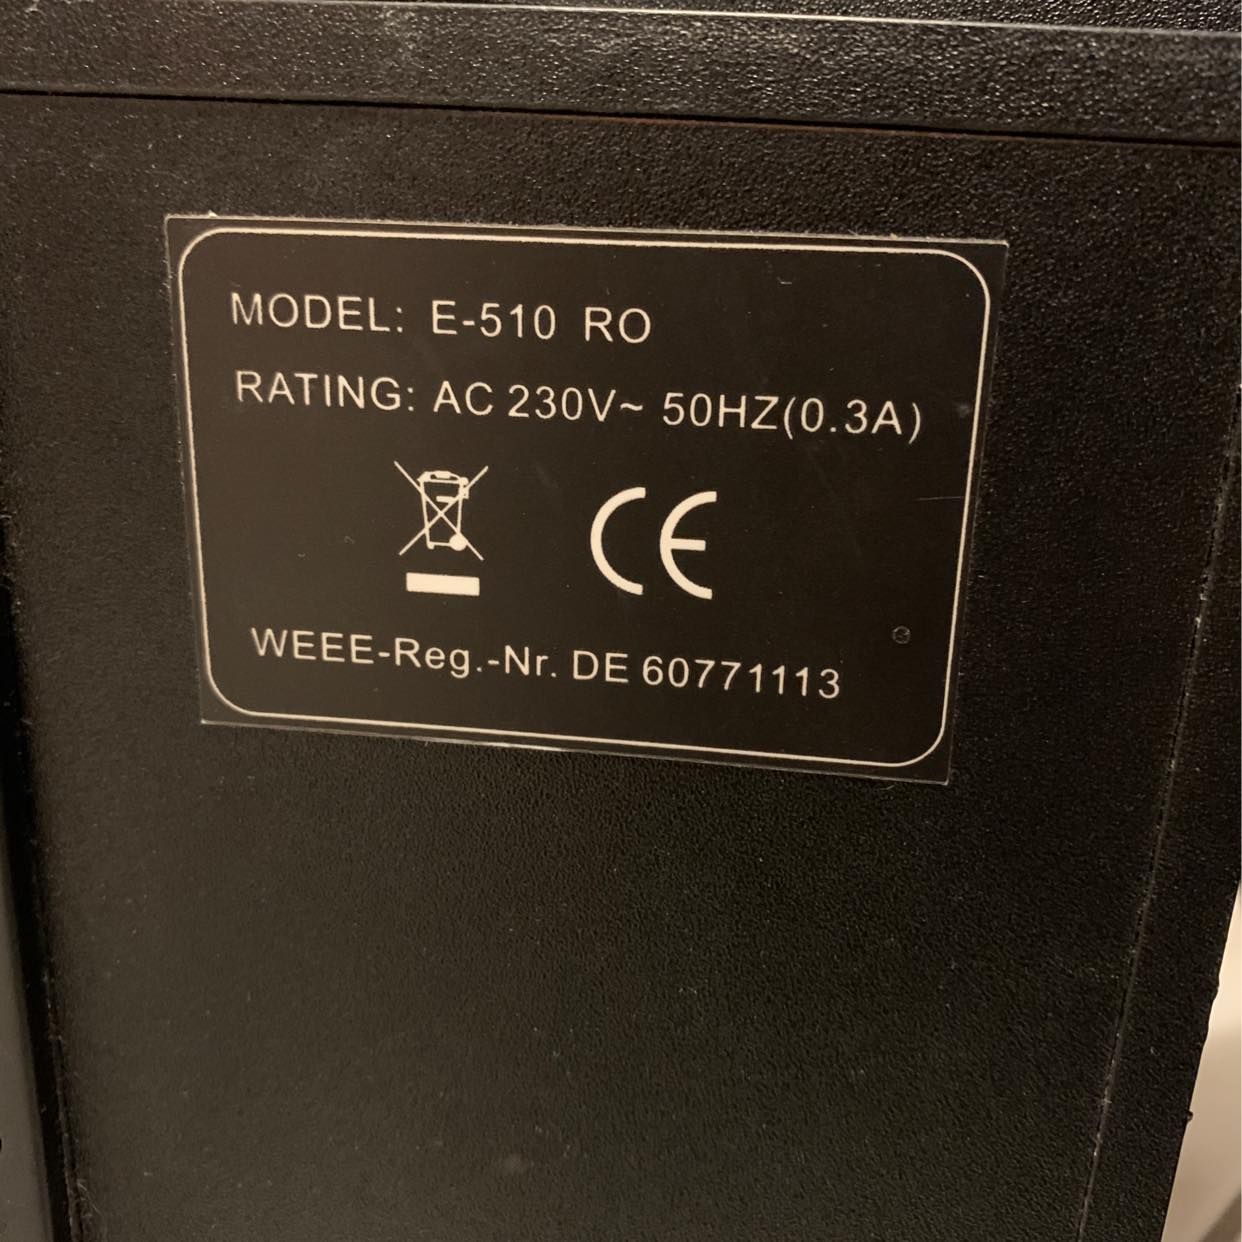 MODEL: E-510 RO
RATING: AC 230V~ 50HZ(0.3A)
CE
WEEE-Reg.-Nr. DE 60771113